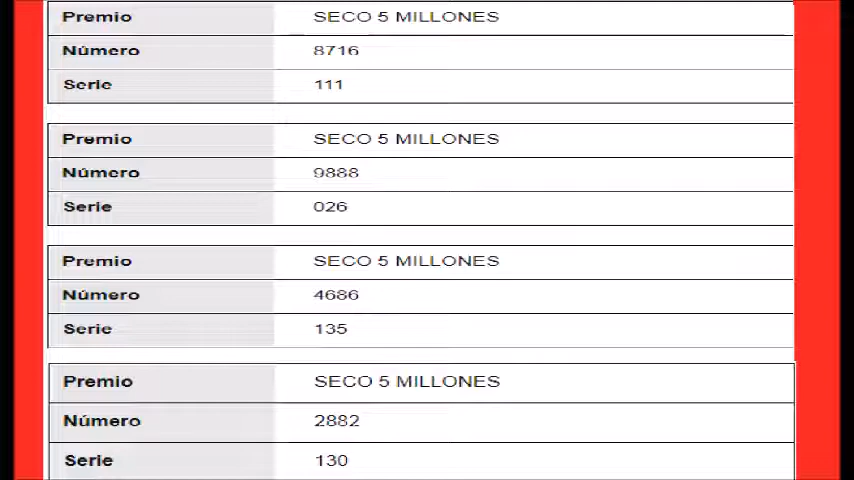 Premio SECO 5 MILLONES
Número 8716
Serie 111
Premio SECO 5 MILLONES
Número 9888
Serie 026
Premio SECO 5 MILLONES
Número 4686
Serie 135
Premio SECO 5 MILLONES
Número 2882
Serie 130